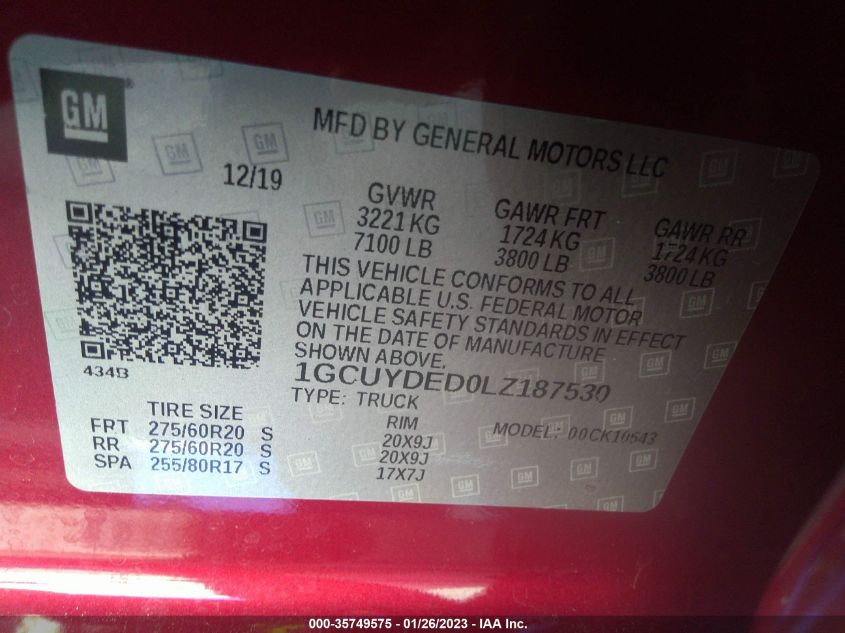 GM
MFD BY GENERAL MOTORS LLC
12/19
GVWR
3221 KG
7100 LB
GAWR FRT
1724 KG
3800 LB
GAWR RR
1724 KG
3800 LB
THIS VEHICLE CONFORMS TO ALL
APPLICABLE U.S. FEDERAL MOTOR
VEHICLE SAFETY STANDARDS IN EFFECT
ON THE DATE OF MANUFACTURE
SHOWN ABOVE.
1GCUYDED0LZ187530
TYPE: TRUCK
MODEL: 00CK10543
434B
TIRE SIZE RIM
FRT 275/60R20 S 20X9J
RR 275/60R20 S 20X9J
SPA 255/80R17 S 17X7J
000-35749575 - 01/26/2023 - IAA Inc.